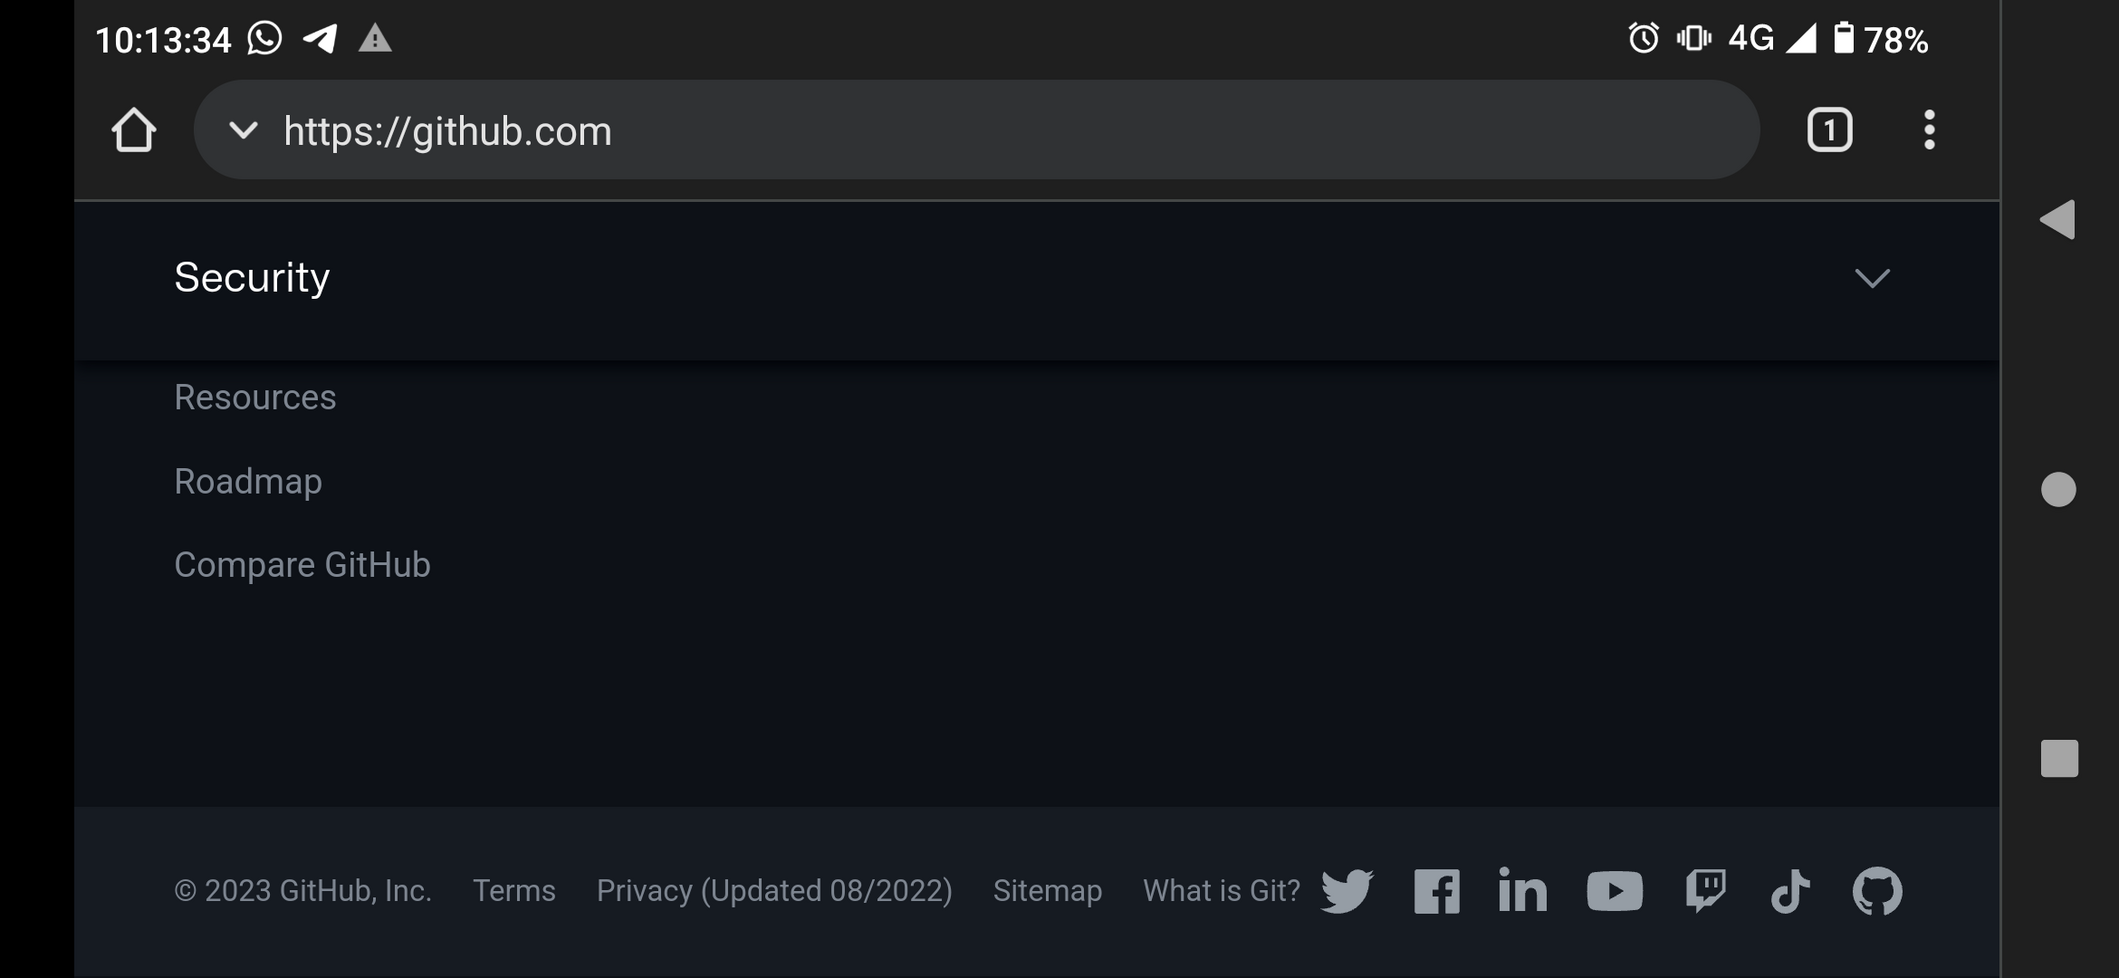 10:13:34 4G 78%
https://github.com 1
Security
Resources
Roadmap
Compare GitHub
© 2023 GitHub, Inc. Terms Privacy (Updated 08/2022) Sitemap What is Git?